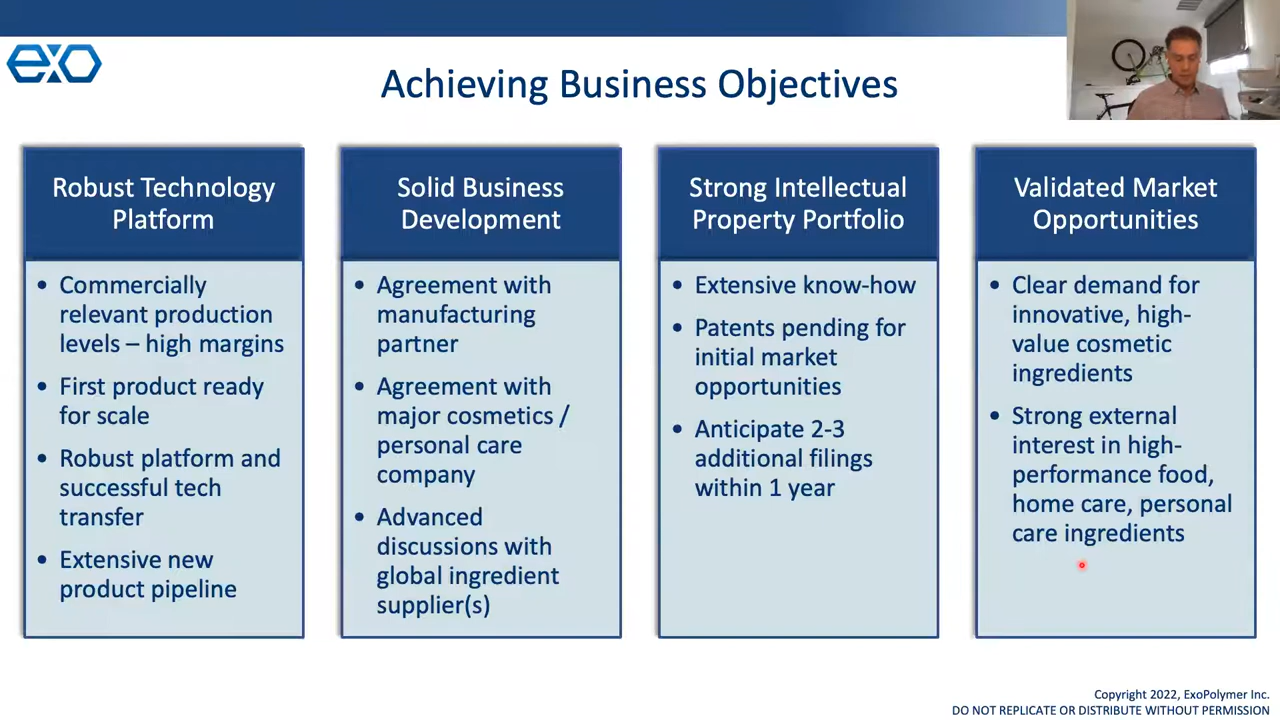 exo
Achieving Business Objectives
Robust Technology
Platform
• Commercially
relevant production
levels – high margins
• First product ready
for scale
• Robust platform and
successful tech
transfer
• Extensive new
product pipeline
Solid Business
Development
• Agreement with
manufacturing
partner
• Agreement with
major cosmetics /
personal care
company
• Advanced
discussions with
global ingredient
supplier(s)
Strong Intellectual
Property Portfolio
• Extensive know-how
• Patents pending for
initial market
opportunities
• Anticipate 2-3
additional filings
within 1 year
Validated Market
Opportunities
• Clear demand for
innovative, high-
value cosmetic
ingredients
• Strong external
interest in high-
performance food,
home care, personal
care ingredients
Copyright 2022, ExoPolymer Inc.
DO NOT REPLICATE OR DISTRIBUTE WITHOUT PERMISSION